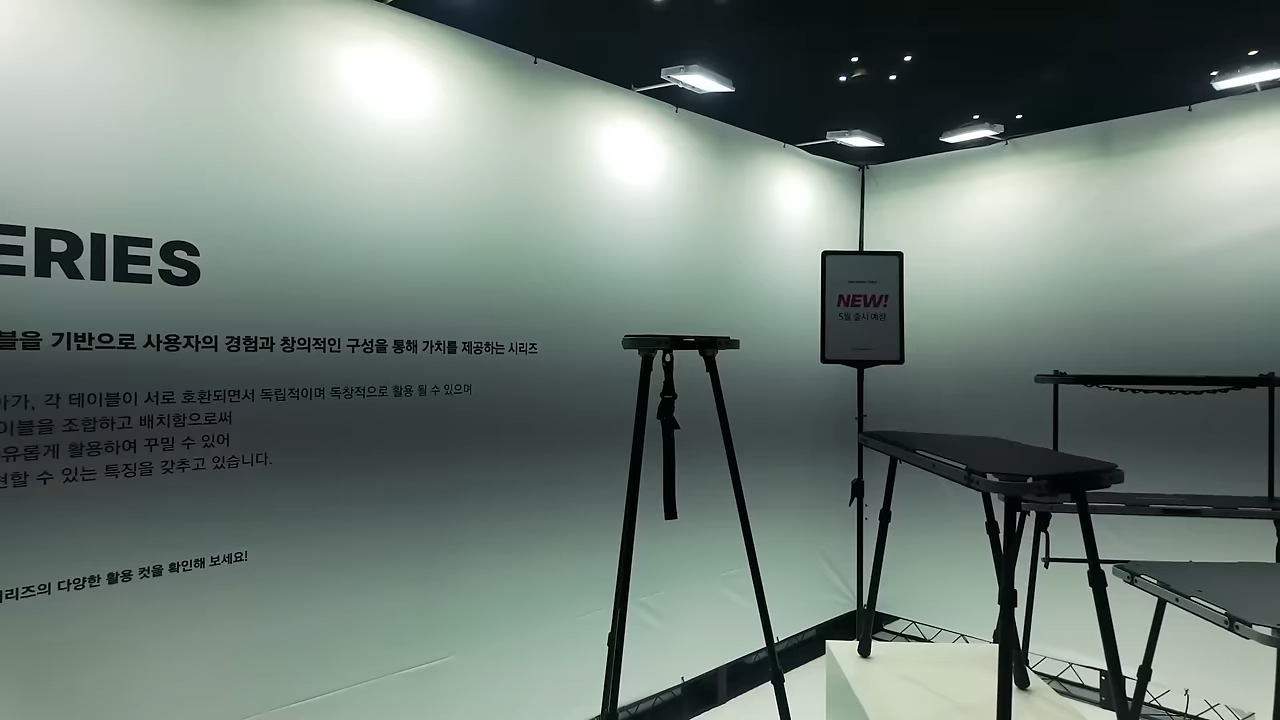 ERIES
블을 기반으로 사용자의 경험과 창의적인 구성을 통해 가치를 제공하는 시리즈
아가, 각 테이블이 서로 호환되면서 독립적이며 독창적으로 활용 될 수 있으며
이블을 조합하고 배치함으로써
유롭게 활용하여 꾸밀 수 있어
현할 수 있는 특징을 갖추고 있습니다.
시리즈의 다양한 활용 컷을 확인해 보세요!
NEW!
5월 출시 예정